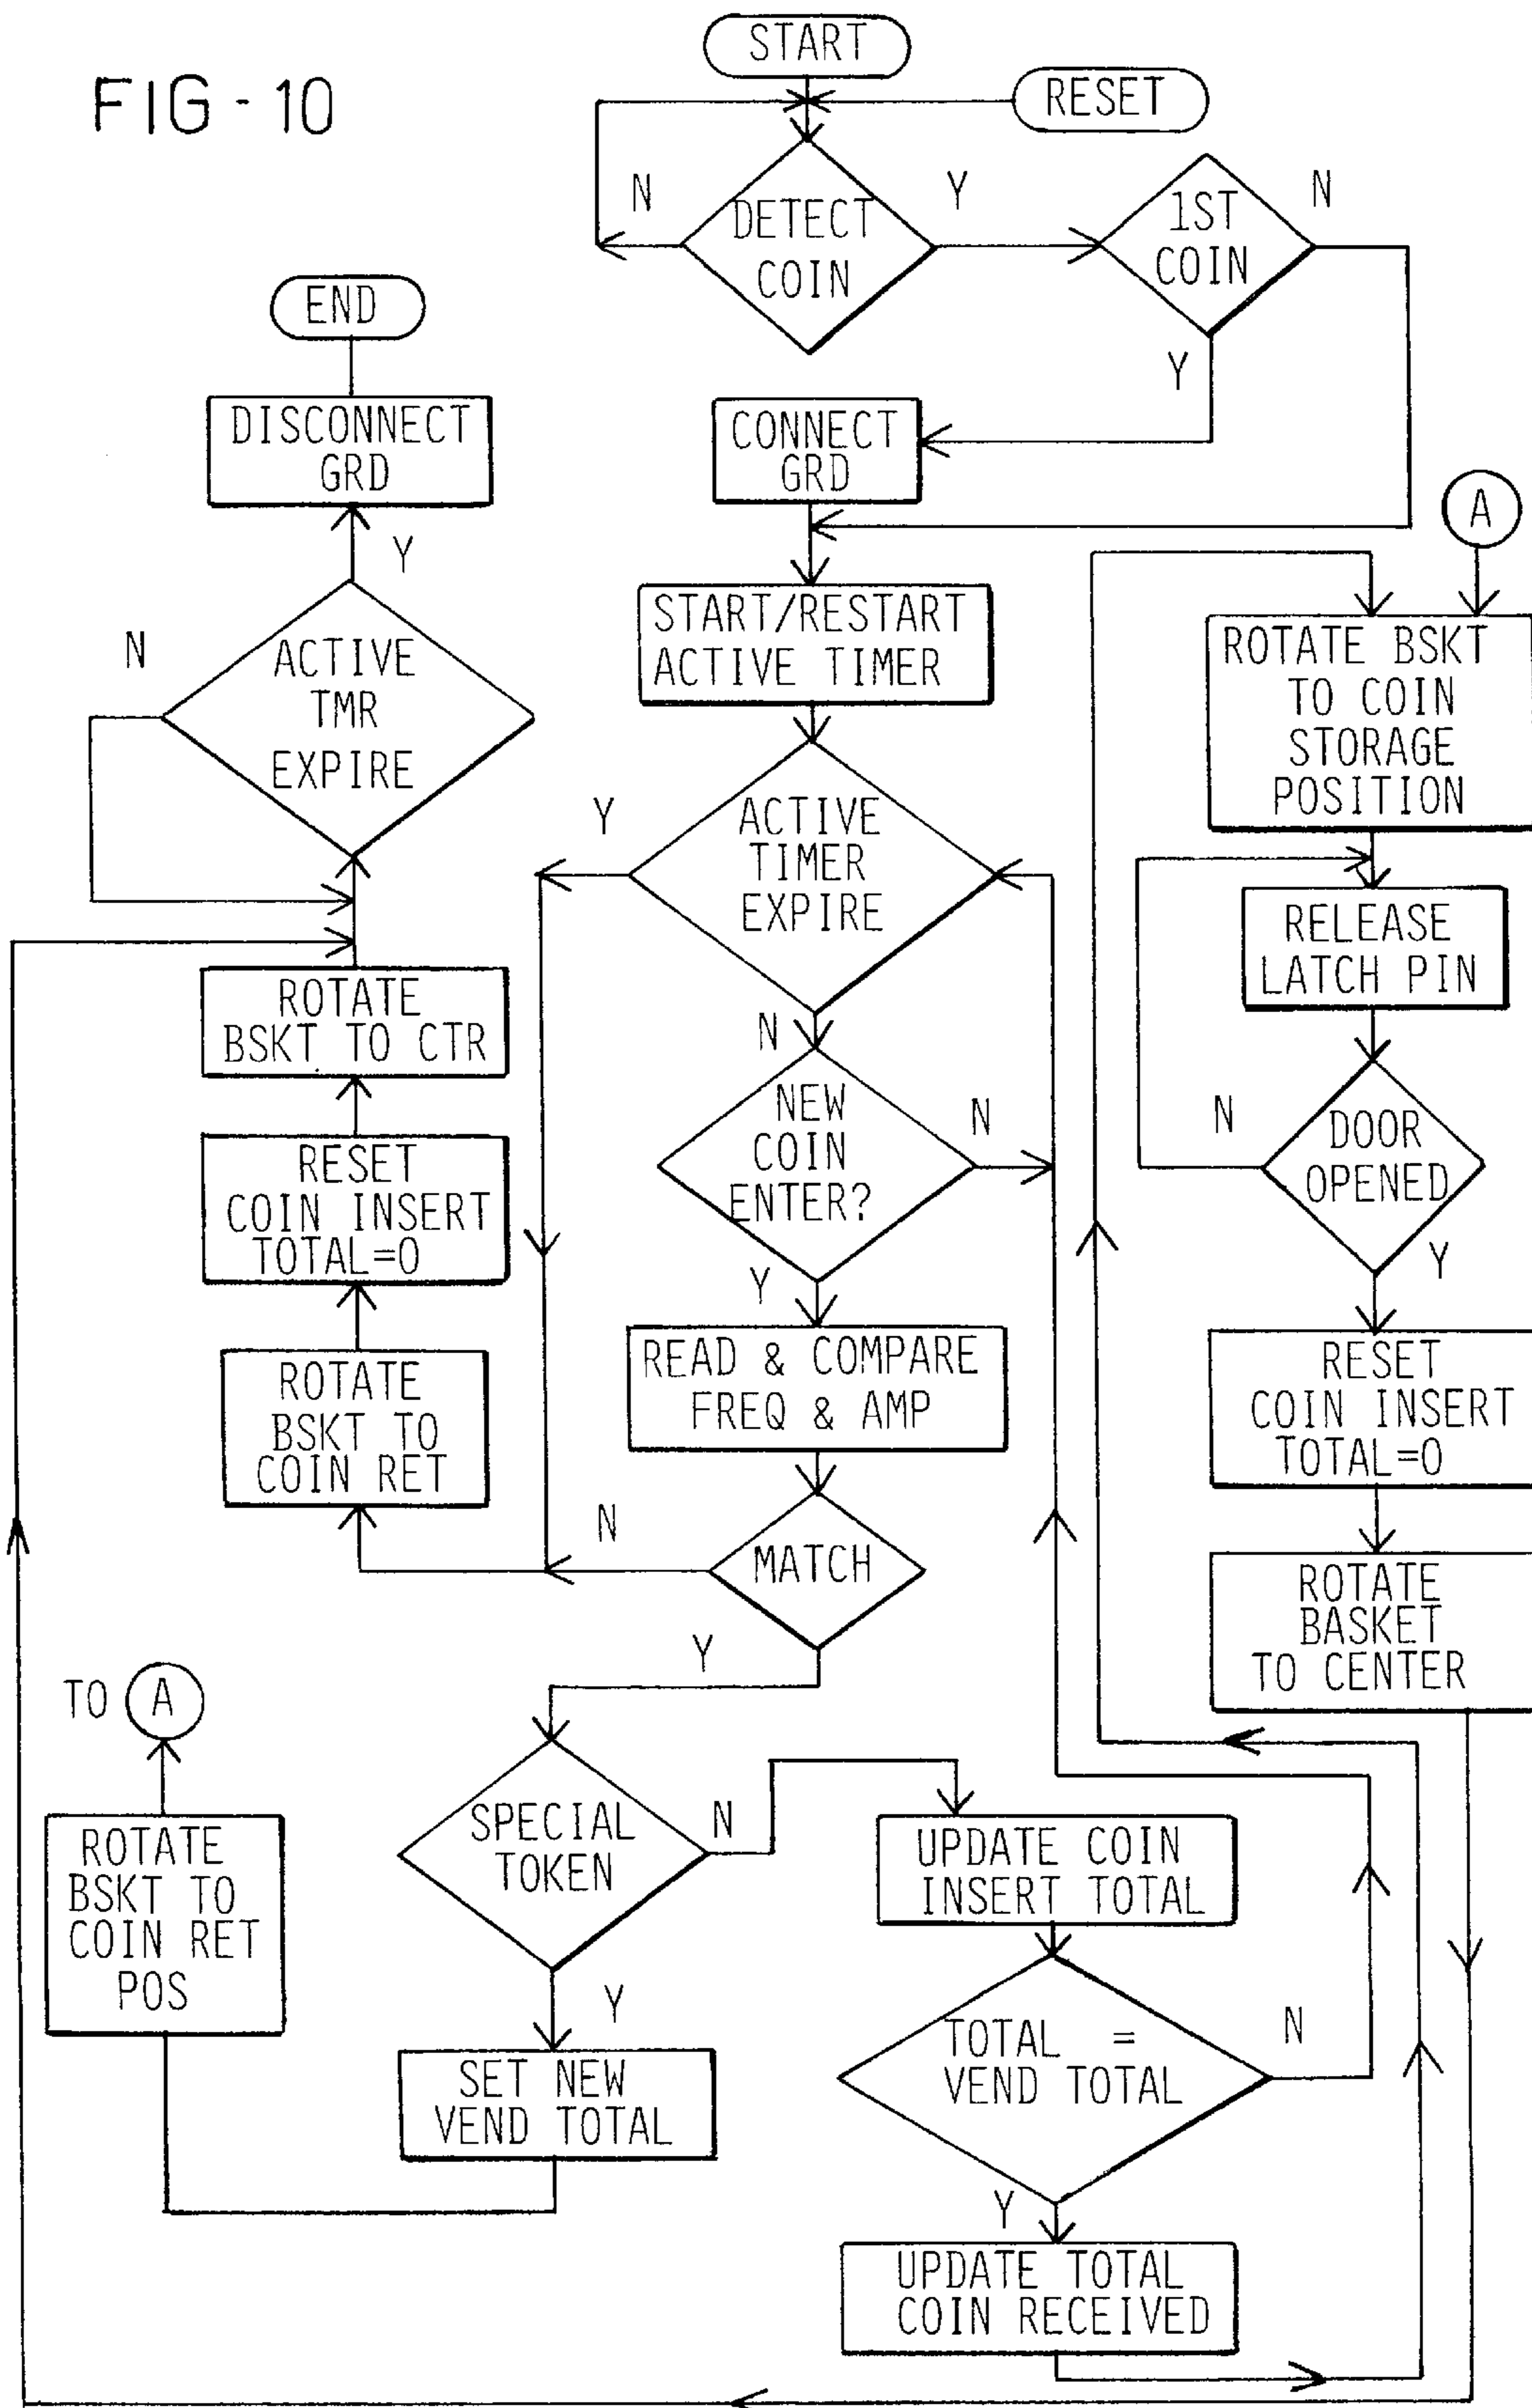 FIG - 10
START
RESET
N
DETECT
COIN
Y
1ST
COIN
N
Y
END
DISCONNECT
GRD
Y
N
ACTIVE
TMR
EXPIRE
CONNECT
GRD
A
START/RESTART
ACTIVE TIMER
ROTATE BSKT
TO COIN
STORAGE
POSITION
Y
ACTIVE
TIMER
EXPIRE
N
RELEASE
LATCH PIN
ROTATE
BSKT TO CTR
NEW
COIN
ENTER?
N
Y
N
DOOR
OPENED
Y
RESET
COIN INSERT
TOTAL=0
READ & COMPARE
FREQ & AMP
RESET
COIN INSERT
TOTAL=0
ROTATE
BSKT TO
COIN RET
N
MATCH
Y
ROTATE
BASKET
TO CENTER
TO A
ROTATE
BSKT TO
COIN RET
POS
SPECIAL
TOKEN
N
Y
UPDATE COIN
INSERT TOTAL
SET NEW
VEND TOTAL
TOTAL =
VEND TOTAL
N
Y
UPDATE TOTAL
COIN RECEIVED